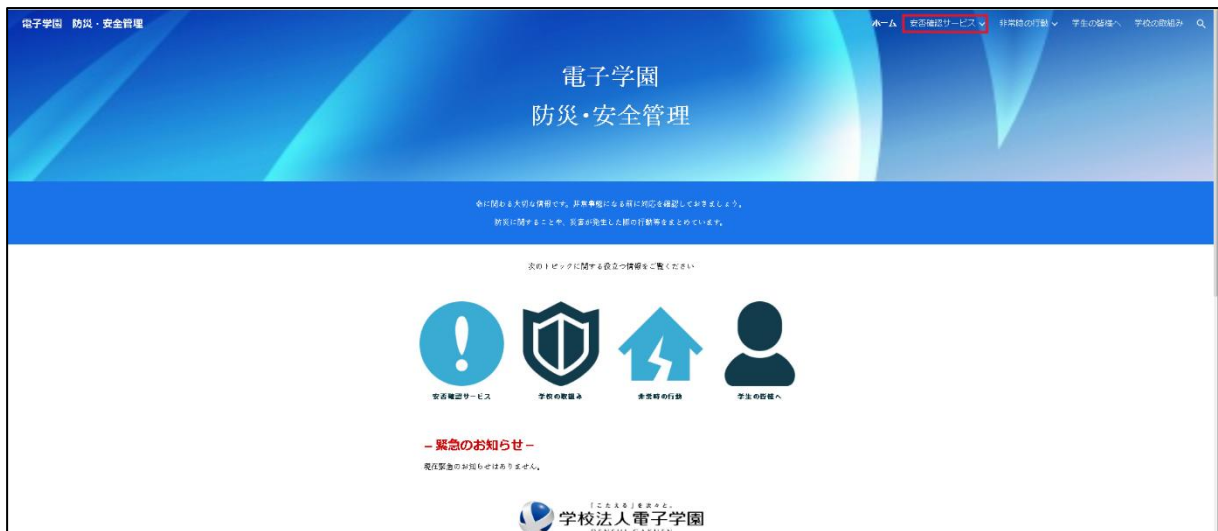 電子学園 防災・安全管理
ホーム 安否確認サービス 非常時の行動 学生の皆様へ 学校の取組み
電子学園
防災・安全管理
命に関わる大切な情報です。非常事態になる前に対応を確認しておきましょう。
防災に関することや、災害が発生した際の行動等をまとめています。
次のトピックに関する役立つ情報をご覧ください
安否確認サービス 学校の取組み 非常時の行動 学生の皆様へ
– 緊急のお知らせ –
現在緊急のお知らせはありません。
「こたえる」を次々と。
学校法人電子学園